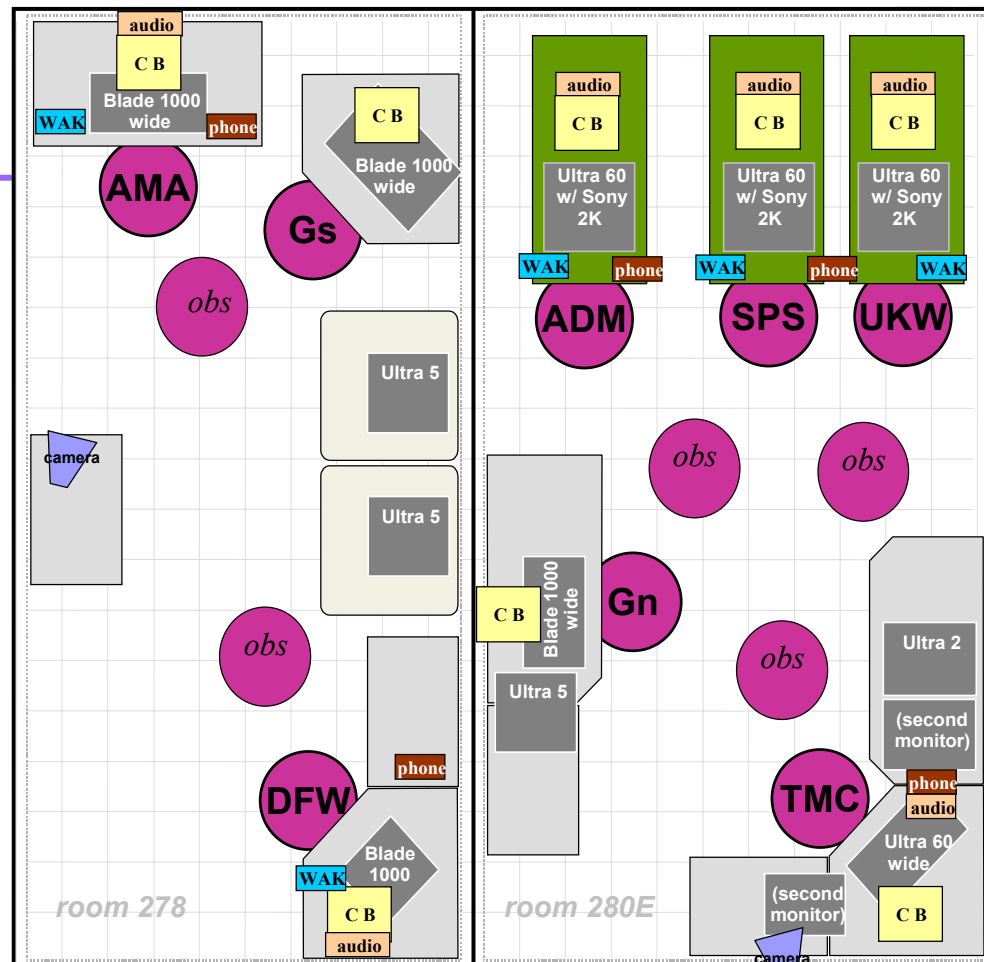 audio
C B
Blade 1000
wide
WAK
phone
AMA
C B
Blade 1000
wide
Gs
obs
Ultra 5
camera
Ultra 5
obs
phone
DFW
Blade
1000
WAK
C B
audio
room 278
audio
C B
Ultra 60
w/ Sony
2K
WAK
phone
ADM
audio
C B
Ultra 60
w/ Sony
2K
WAK
phone
SPS
audio
C B
Ultra 60
w/ Sony
2K
WAK
UKW
obs
obs
C B
Blade 1000
wide
Gn
Ultra 5
obs
Ultra 2
(second
monitor)
phone
audio
TMC
Ultra 60
wide
(second
monitor)
C B
camera
room 280E